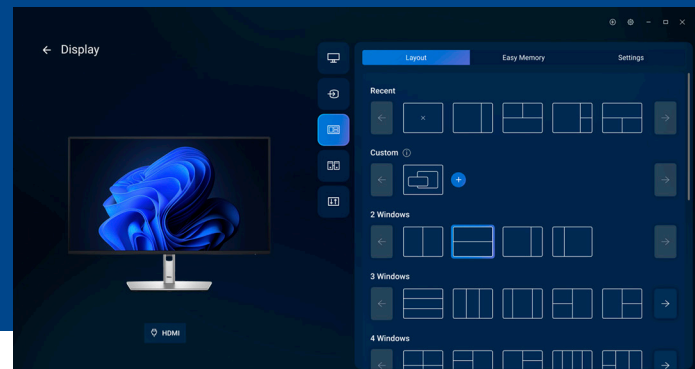 Display
Layout
Easy Memory
Settings
Recent
Custom
2 Windows
3 Windows
4 Windows
HDMI